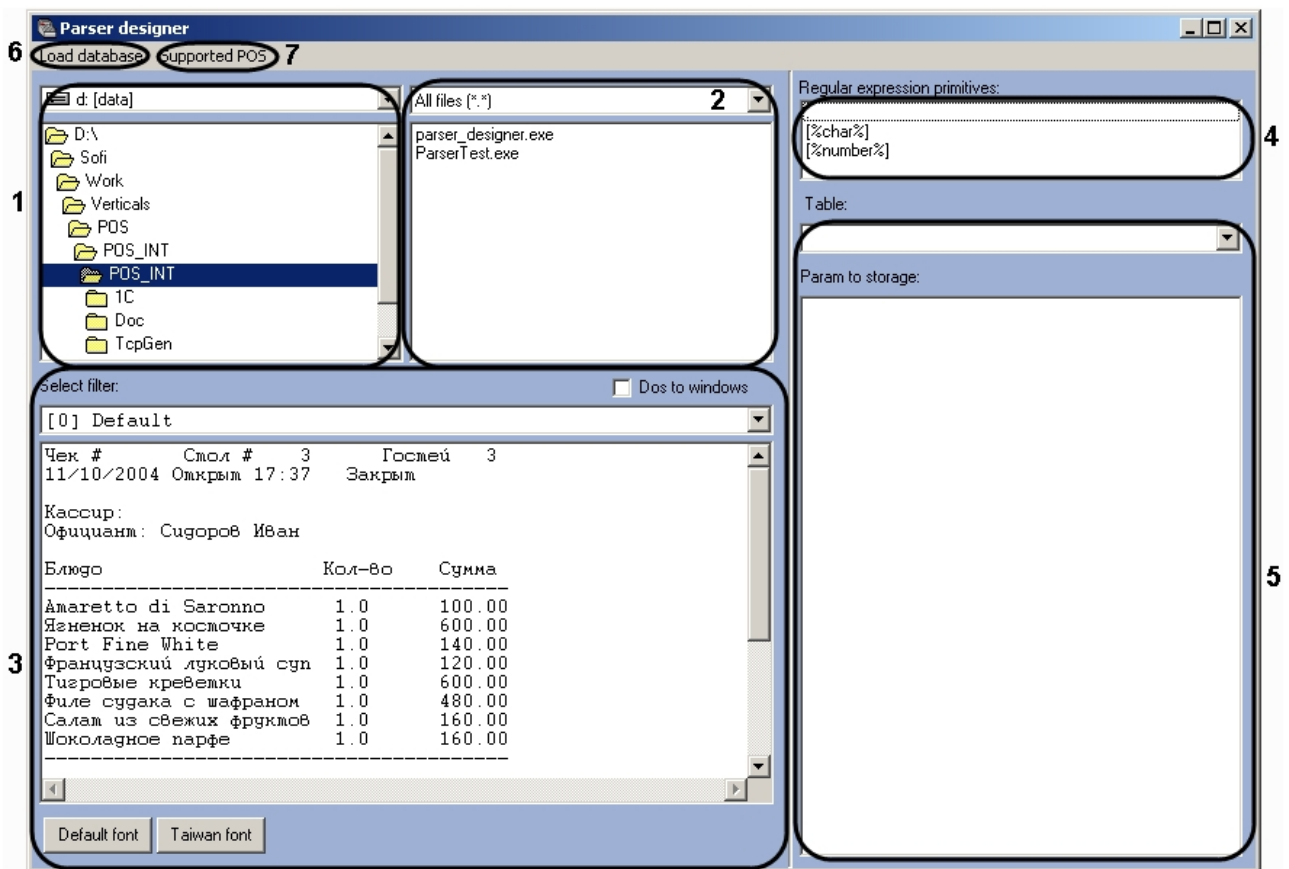 Parser designer
6 Load database Supported POS 7
d: [data]
D:\
Sofi
Work
Verticals
POS
POS_INT
POS_INT
1C
Doc
TcpGen
1
All files (*.*) 2
parser_designer.exe
ParserTest.exe
Regular expression primitives:
[%char%]
[%number%]
4
Table:
Param to storage:
5
Select filter:
Dos to windows
[0] Default
Чек # Стол # 3 Гостей 3
11/10/2004 Открыт 17:37 Закрыт
Кассир:
Официант: Сидоров Иван
Блюдо Кол-во Сумма
----------------------------------------
Amaretto di Saronno 1.0 100.00
Ягненок на косточке 1.0 600.00
Port Fine White 1.0 140.00
Французский луковый суп 1.0 120.00
Тигровые креветки 1.0 600.00
Филе судака с шафраном 1.0 480.00
Салат из свежих фруктов 1.0 160.00
Шоколадное парфе 1.0 160.00
----------------------------------------
3
Default font Taiwan font